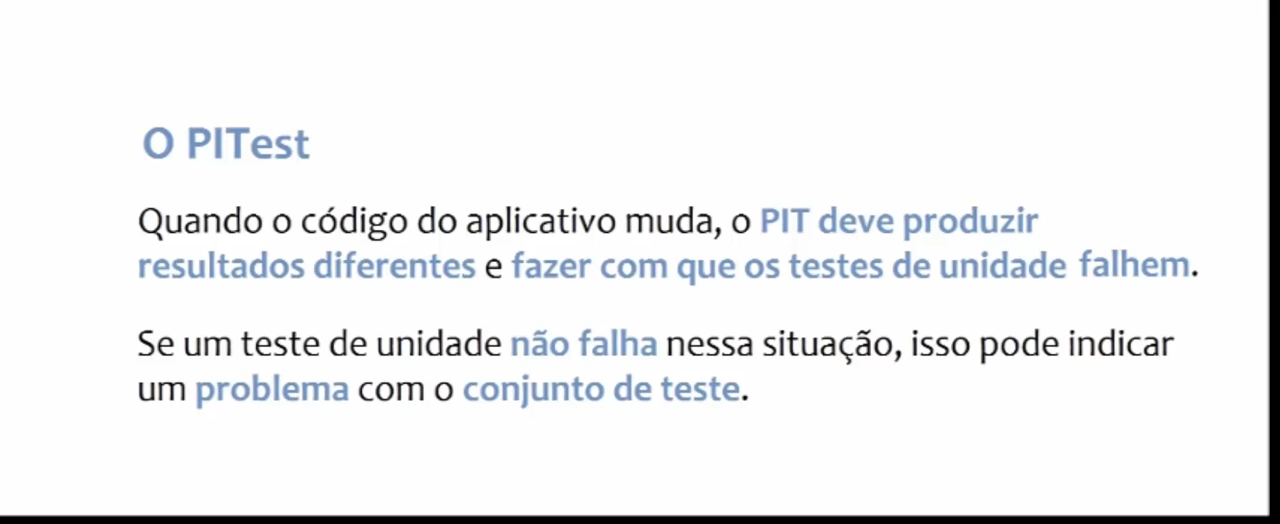 O PITest
Quando o código do aplicativo muda, o PIT deve produzir
resultados diferentes e fazer com que os testes de unidade falhem.
Se um teste de unidade não falha nessa situação, isso pode indicar
um problema com o conjunto de teste.